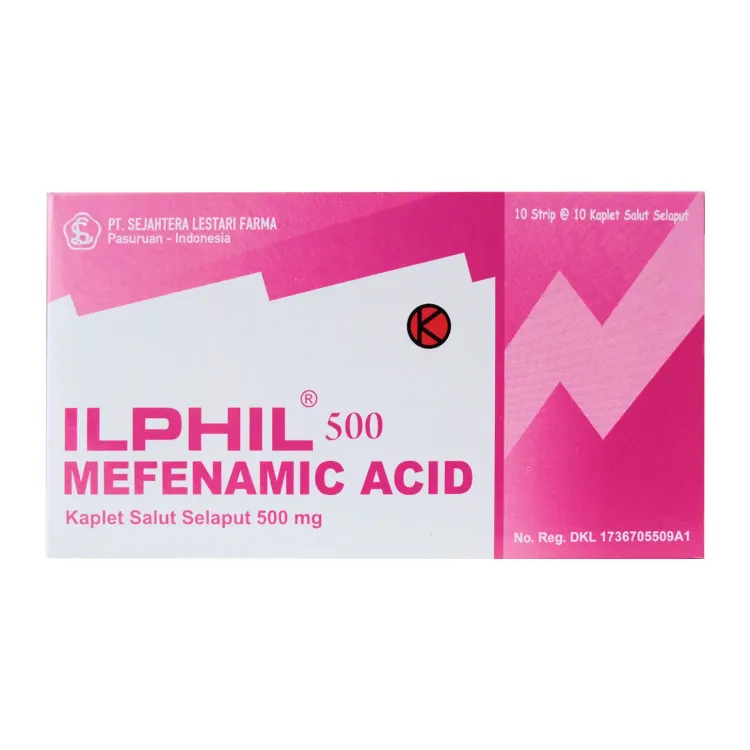 PT. SEJAHTERA LESTARI FARMA
Pasuruan - Indonesia
10 Strip @ 10 Kaplet Salut Selaput
K
ILPHIL® 500
MEFENAMIC ACID
Kaplet Salut Selaput 500 mg
No. Reg. DKL 1736705509A1